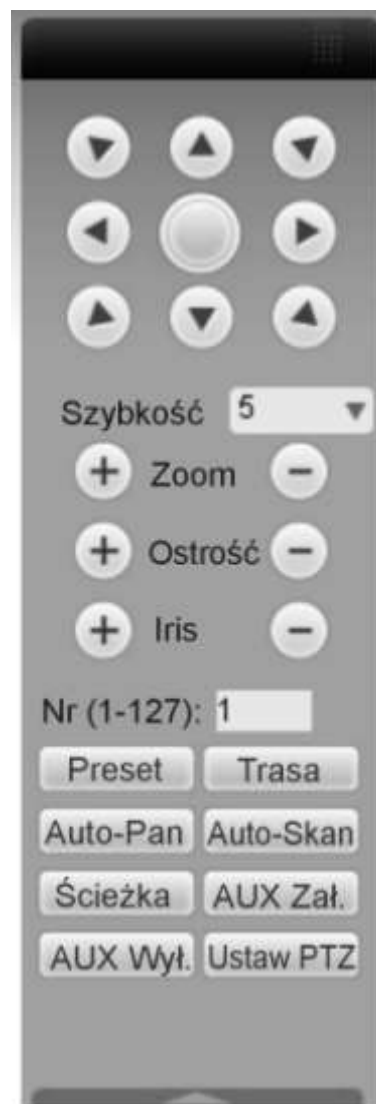 Szybkość 5
+ Zoom −
+ Ostrość −
+ Iris −
Nr (1-127): 1
Preset Trasa
Auto-Pan Auto-Skan
Ścieżka AUX Zał.
AUX Wył. Ustaw PTZ